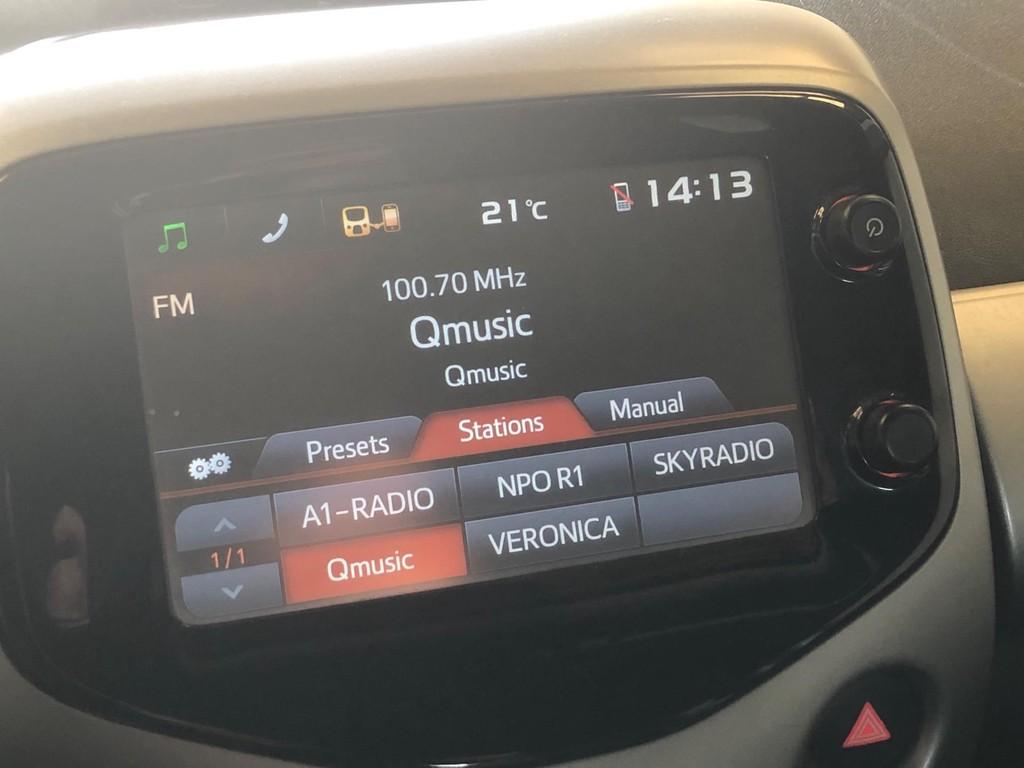 21°C
14:13
FM
100.70 MHz
Qmusic
Qmusic
Presets
Stations
Manual
A1-RADIO
NPO R1
SKYRADIO
1/1
Qmusic
VERONICA